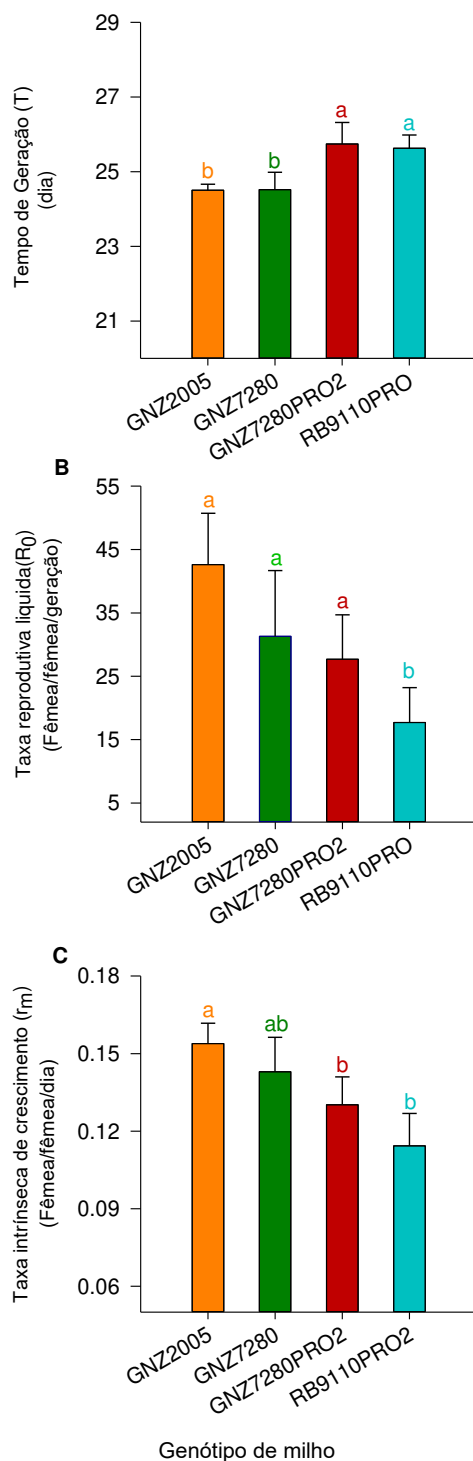 Tempo de Geração (T)
(dia)
29
27
25
23
21
b
b
a
a
GNZ2005
GNZ7280
GNZ7280PRO2
RB9110PRO
B
Taxa reprodutiva liquida(R0)
(Fêmea/fêmea/geração)
55
45
35
25
15
5
a
a
a
b
GNZ2005
GNZ7280
GNZ7280PRO2
RB9110PRO
C
Taxa intrínseca de crescimento (rm)
(Fêmea/fêmea/dia)
0.18
0.15
0.12
0.09
0.06
a
ab
b
b
GNZ2005
GNZ7280
GNZ7280PRO2
RB9110PRO2
Genótipo de milho